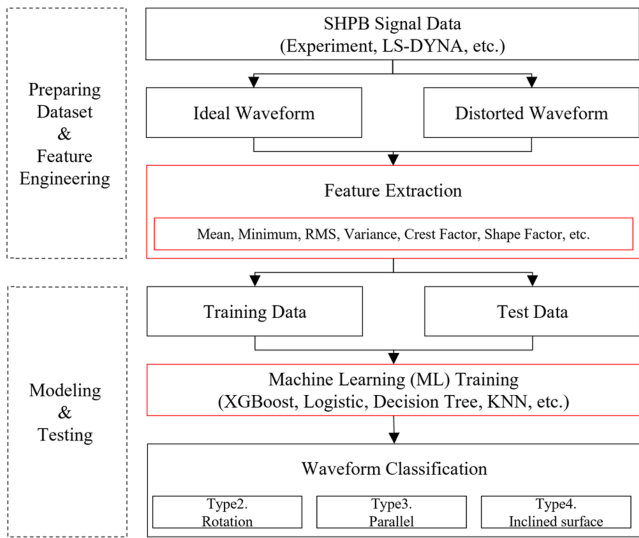 SHPB Signal Data
(Experiment, LS-DYNA, etc.)
Preparing
Dataset
&
Feature
Engineering
Ideal Waveform
Distorted Waveform
Feature Extraction
Mean, Minimum, RMS, Variance, Crest Factor, Shape Factor, etc.
Training Data
Test Data
Modeling
&
Testing
Machine Learning (ML) Training
(XGBoost, Logistic, Decision Tree, KNN, etc.)
Waveform Classification
Type2.
Rotation
Type3.
Parallel
Type4.
Inclined surface